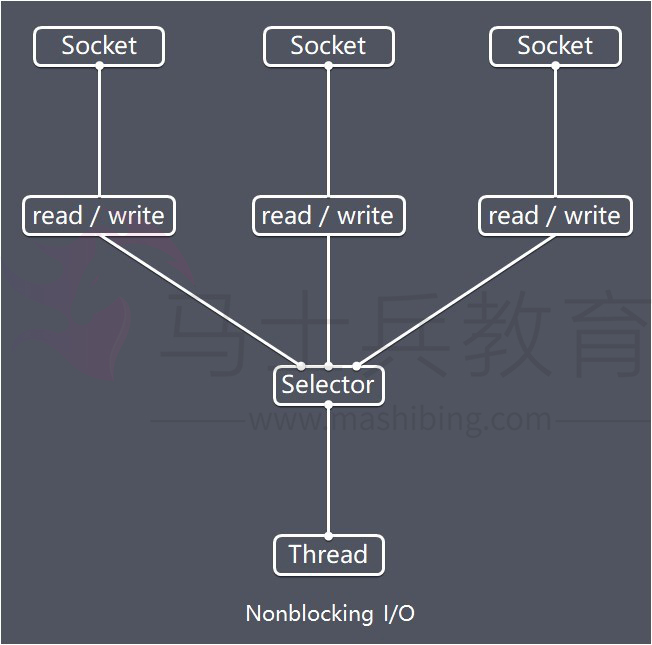 Socket Socket Socket
read / write read / write read / write
马士兵教育
Selector
www.mashibing.com
Thread
Nonblocking I/O